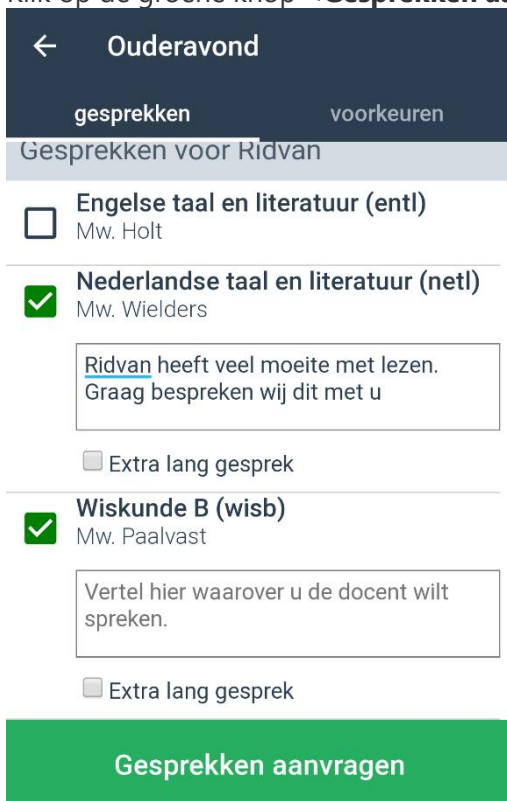 Ouderavond
gesprekken voorkeuren
Gesprekken voor Ridvan
Engelse taal en literatuur (entl)
Mw. Holt
Nederlandse taal en literatuur (netl)
Mw. Wielders
Ridvan heeft veel moeite met lezen.
Graag bespreken wij dit met u
Extra lang gesprek
Wiskunde B (wisb)
Mw. Paalvast
Vertel hier waarover u de docent wilt
spreken.
Extra lang gesprek
Gesprekken aanvragen